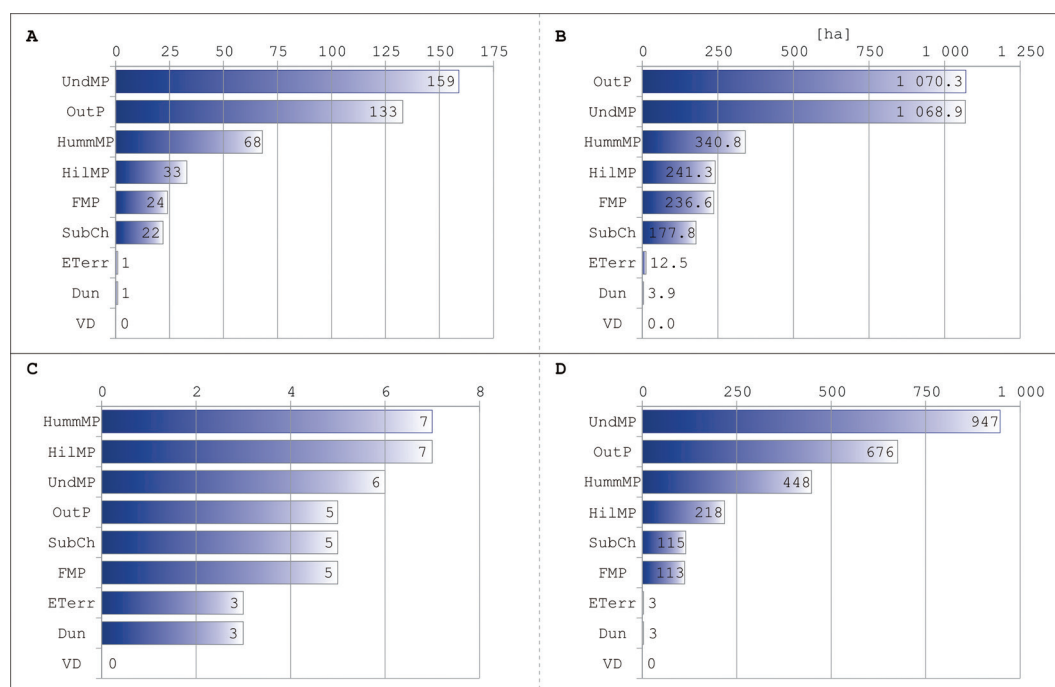 A
0 25 50 75 100 125 150 175
UndMP 159
OutP 133
HummMP 68
HilMP 33
FMP 24
SubCh 22
ETerr 1
Dun 1
VD 0
B
[ha]
0 250 500 750 1 000 1 250
OutP 1 070.3
UndMP 1 068.9
HummMP 340.8
HilMP 241.3
FMP 236.6
SubCh 177.8
ETerr 12.5
Dun 3.9
VD 0.0
C
0 2 4 6 8
HummMP 7
HilMP 7
UndMP 6
OutP 5
SubCh 5
FMP 5
ETerr 3
Dun 3
VD 0
D
0 250 500 750 1 000
UndMP 947
OutP 676
HummMP 448
HilMP 218
SubCh 115
FMP 113
ETerr 3
Dun 3
VD 0